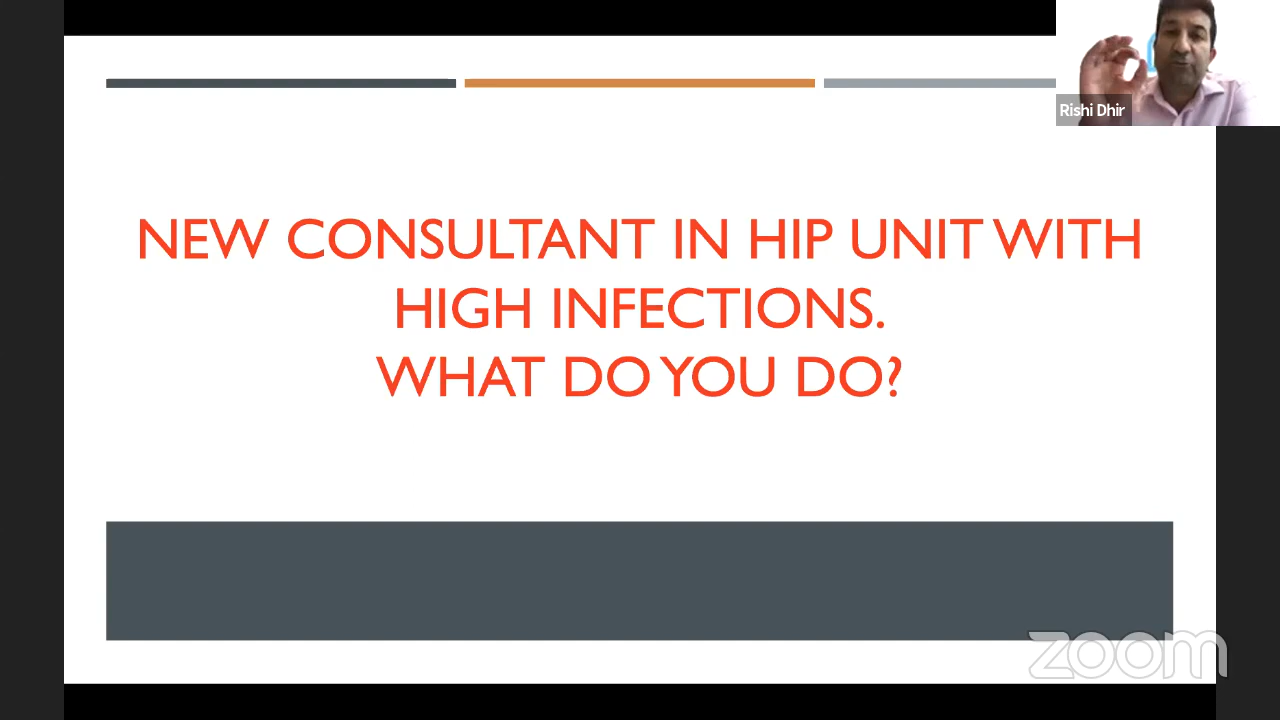 Rishi Dhir
NEW CONSULTANT IN HIP UNIT WITH
HIGH INFECTIONS.
WHAT DO YOU DO?
zoom